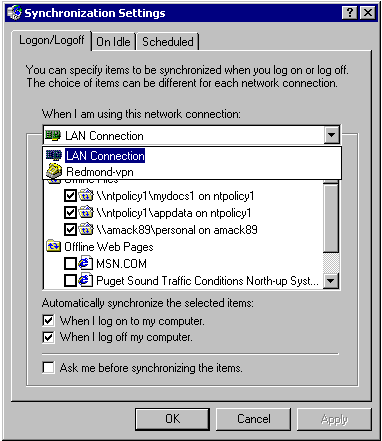 Synchronization Settings
Logon/Logoff On Idle Scheduled
You can specify items to be synchronized when you log on or log off.
The choice of items can be different for each network connection.
When I am using this network connection:
LAN Connection
LAN Connection
Redmond-vpn
Offline Files
\\ntpolicy1\mydocs1 on ntpolicy1
\\ntpolicy1\appdata on ntpolicy1
\\amack89\personal on amack89
Offline Web Pages
MSN.COM
Puget Sound Traffic Conditions North-up Syst...
Automatically synchronize the selected items:
When I log on to my computer.
When I log off my computer.
Ask me before synchronizing the items.
OK Cancel Apply